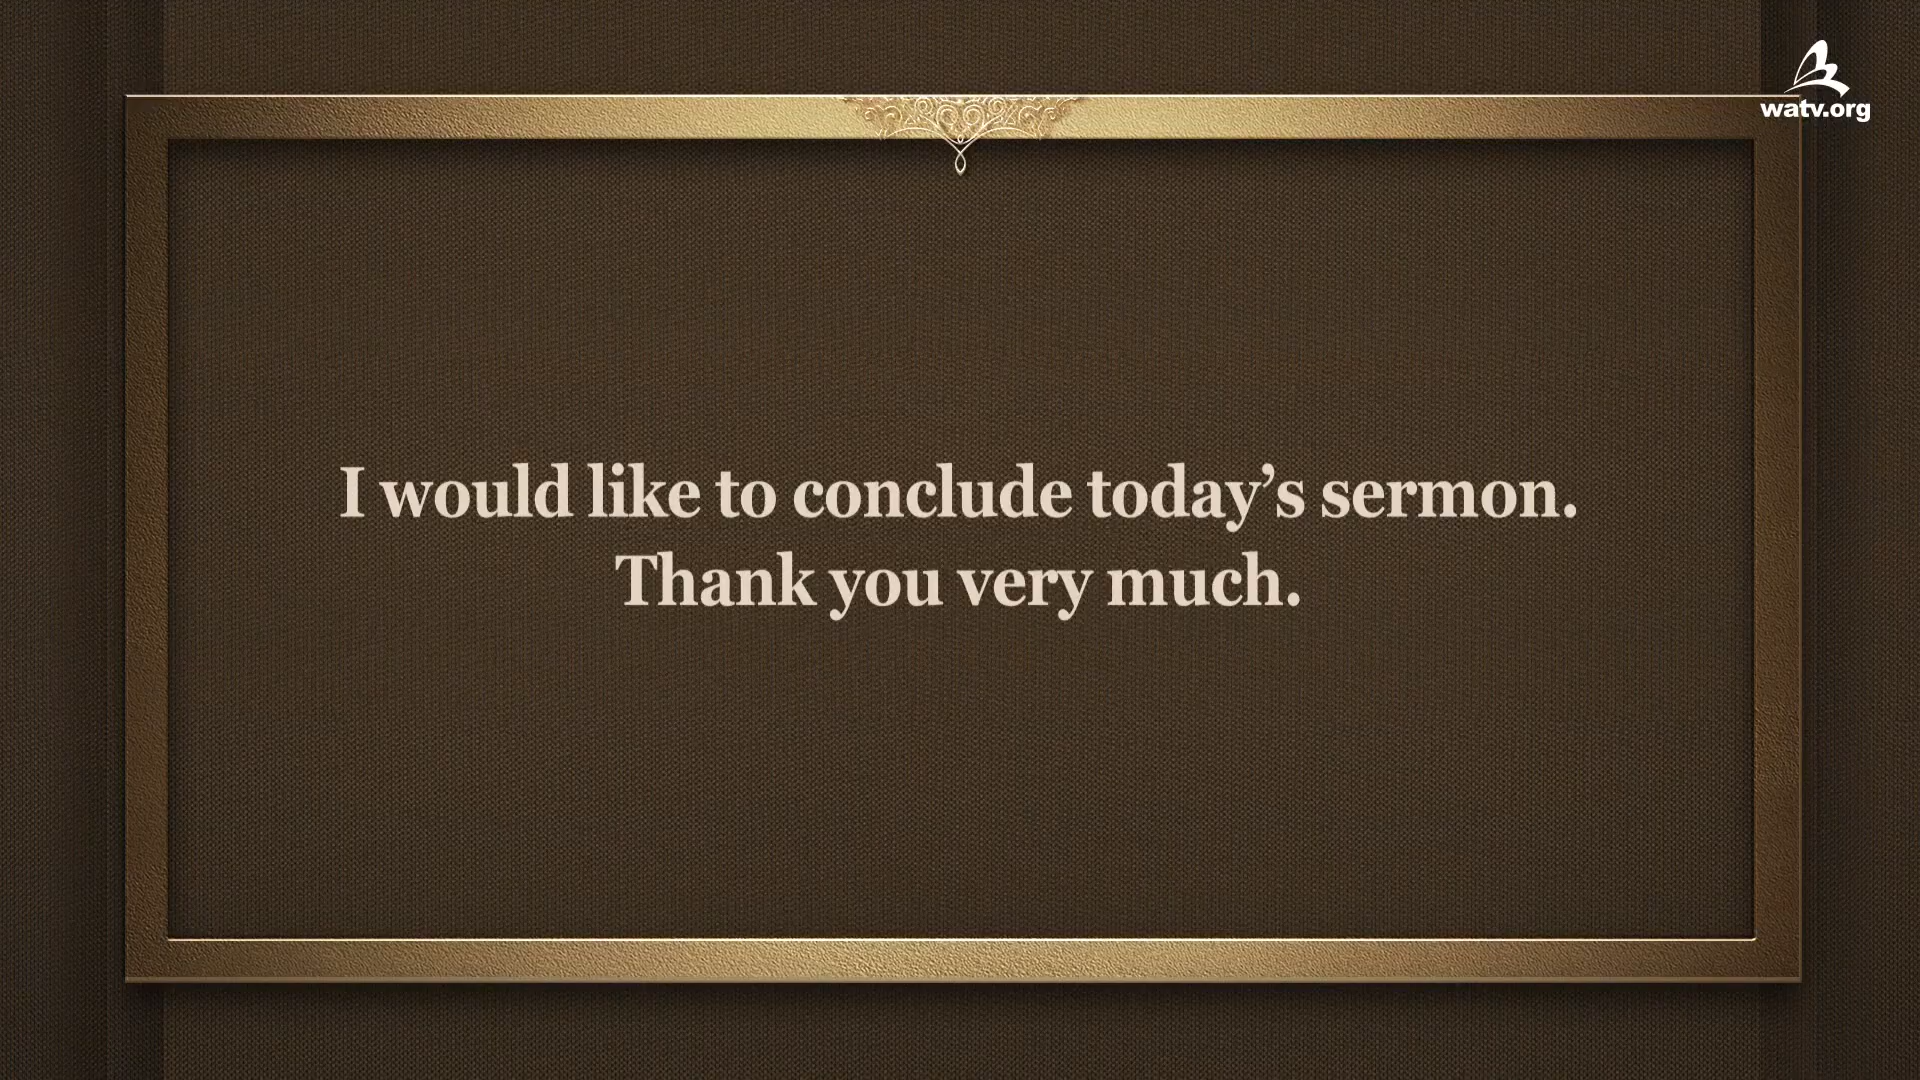 watv.org
I would like to conclude today’s sermon.
Thank you very much.